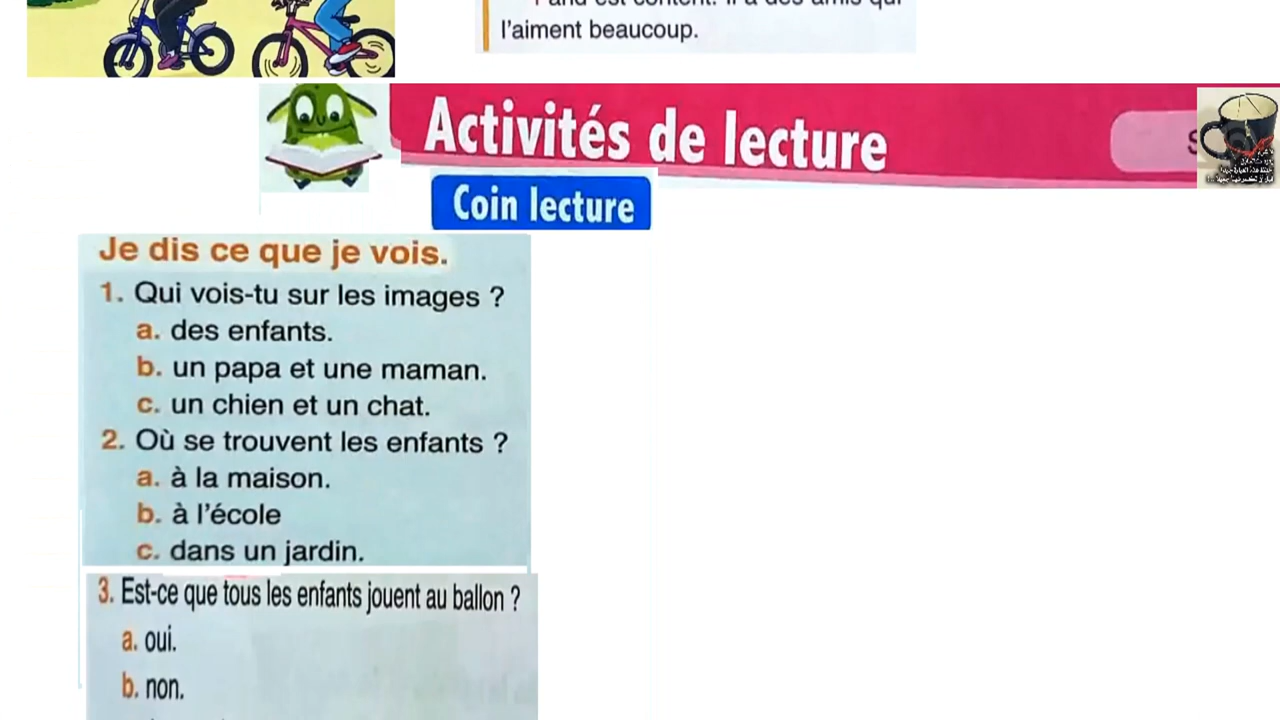 l'aiment beaucoup.
Activités de lecture
Coin lecture
Je dis ce que je vois.
1. Qui vois-tu sur les images ?
a. des enfants.
b. un papa et une maman.
c. un chien et un chat.
2. Où se trouvent les enfants ?
a. à la maison.
b. à l'école
c. dans un jardin.
3. Est-ce que tous les enfants jouent au ballon ?
a. oui.
b. non.